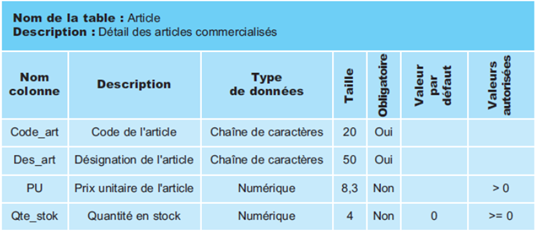 Nom de la table : Article
Description : Détail des articles commercialisés
Nom colonne Description Type de données Taille Obligatoire Valeur par défaut Valeurs autorisées
Code_art Code de l'article Chaîne de caractères 20 Oui
Des_art Désignation de l'article Chaîne de caractères 50 Oui
PU Prix unitaire de l'article Numérique 8,3 Non > 0
Qte_stok Quantité en stock Numérique 4 Non 0 >= 0